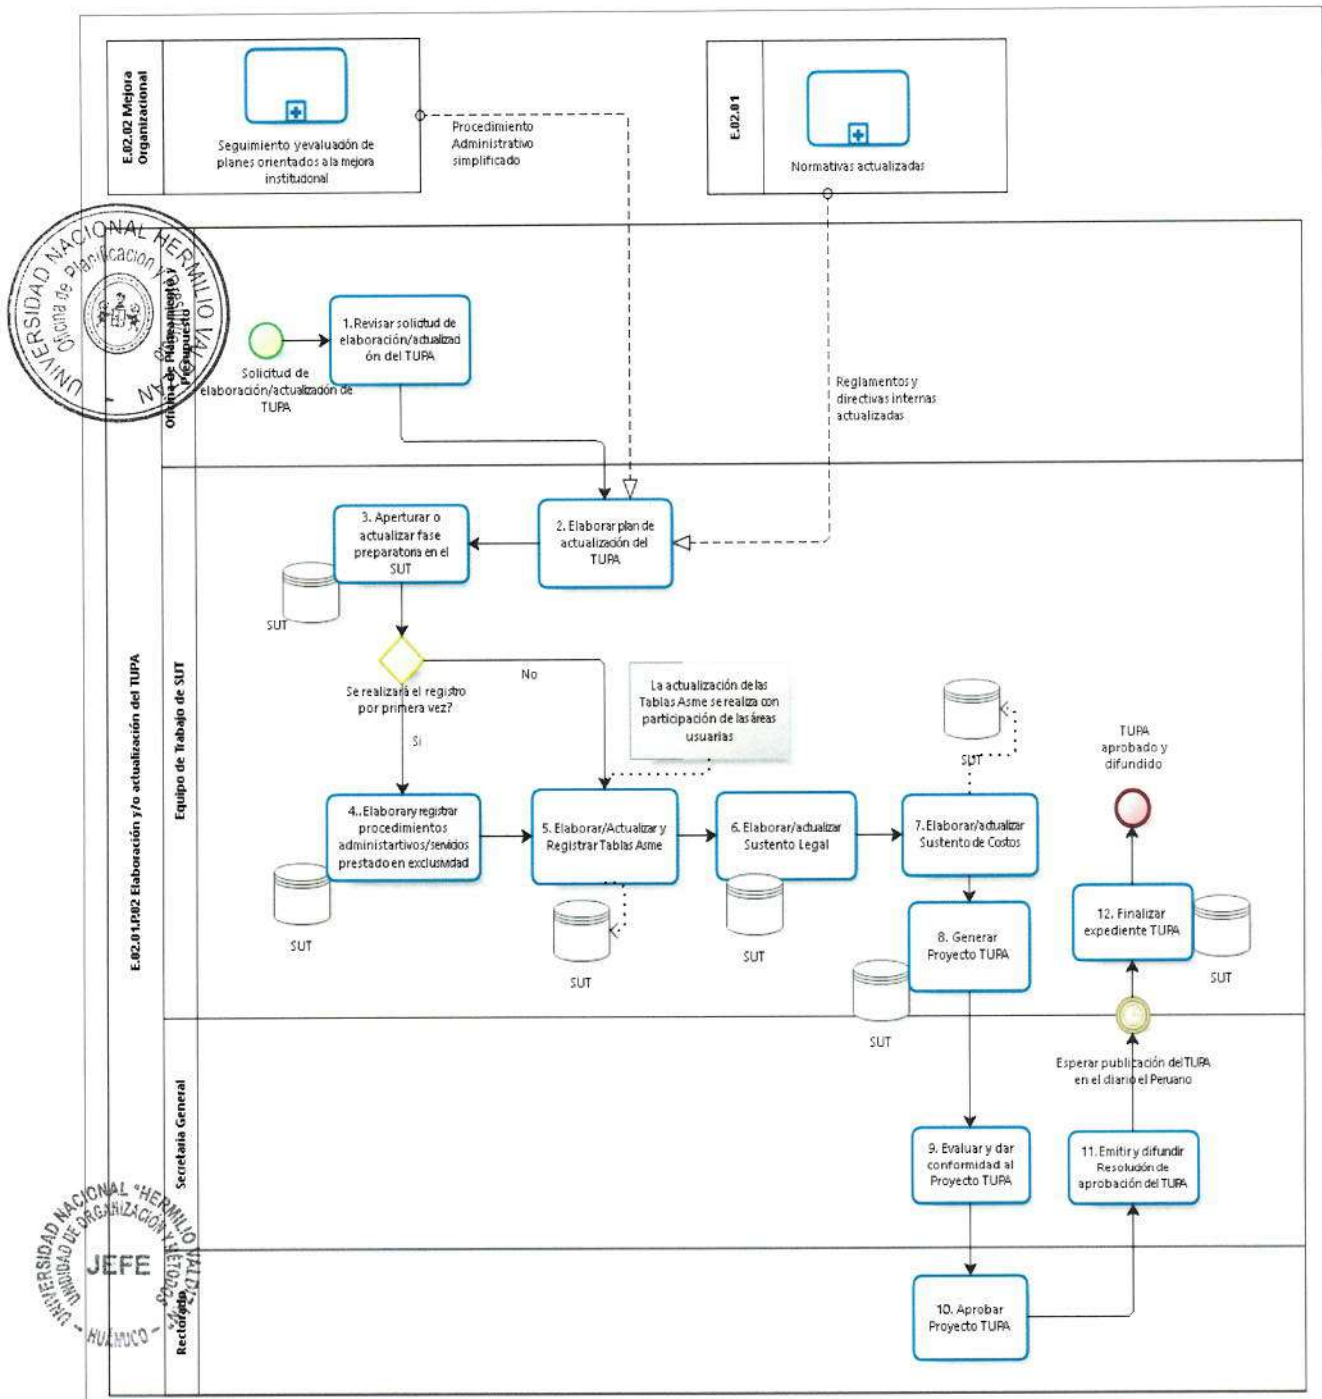 E.02.02 Mejora
Organizacional
Seguimiento y evaluación de
planes orientados a la mejora
institucional
Procedimiento
Administrativo
simplificado
E.02.01
Normativas actualizadas
Reglamentos y
directivas internas
actualizadas
UNIVERSIDAD NACIONAL HERMILIO VALDIZAN
Oficina de Planificación y Presupuesto
E.02.01.P.02 Elaboración y/o actualización del TUPA
Oficina de Planeamiento y
Presupuesto
Solicitud de
elaboración/actualización de
TUPA
1. Revisar solicitud de
elaboración/actualizaci
ón del TUPA
Equipo de Trabajo de SUT
2. Elaborar plan de
actualización del
TUPA
3. Aperturar o
actualizar fase
preparatoria en el
SUT
SUT
Se realizará el registro
por primera vez?
No
Si
La actualización de las
Tablas Asme se realiza con
participación de las áreas
usuarias
4..Elaborar y registrar
procedimientos
administartivos/servicios
prestado en exclusividad
SUT
5. Elaborar/Actualizar y
Registrar Tablas Asme
SUT
6. Elaborar/actualizar
Sustento Legal
SUT
7. Elaborar/actualizar
Sustento de Costos
SUT
8. Generar
Proyecto TUPA
SUT
TUPA
aprobado y
difundido
12. Finalizar
expediente TUPA
SUT
Esperar publicación del TUPA
en el diario el Peruano
Secretaria General
9. Evaluar y dar
conformidad al
Proyecto TUPA
11. Emitir y difundir
Resolución de
aprobación del TUPA
Rectorado
10. Aprobar
Proyecto TUPA
UNIVERSIDAD NACIONAL "HERMILIO VALDIZAN"
UNIDAD DE ORGANIZACIÓN Y METODOS
JEFE
- HUÁNUCO -